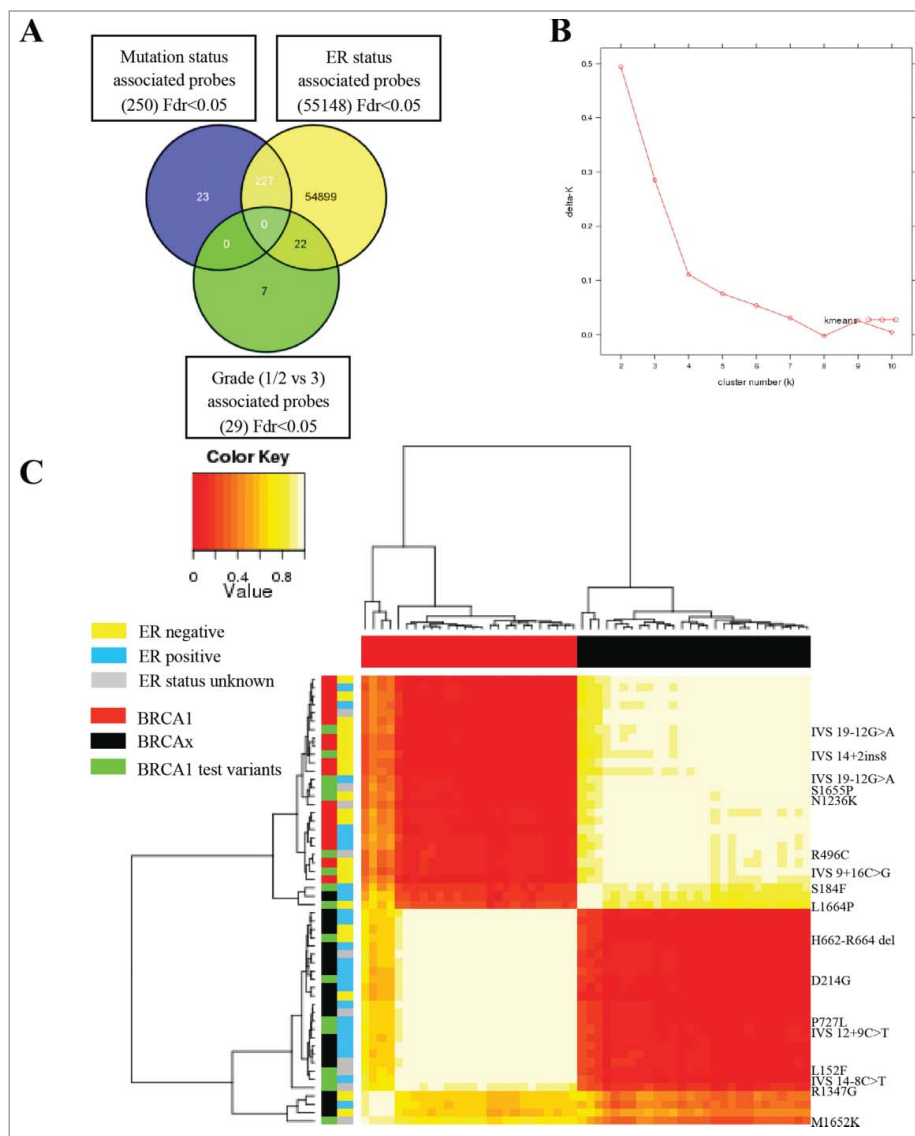 A
B
Mutation status
associated probes
(250) Fdr<0.05
ER status
associated probes
(55148) Fdr<0.05
23
227
54899
0
0
22
7
Grade (1/2 vs 3)
associated probes
(29) Fdr<0.05
0.5
0.4
0.3
0.2
0.1
0.0
delta-K
kmeans
2 3 4 5 6 7 8 9 10
cluster number (k)
C
Color Key
0 0.4 0.8
Value
ER negative
ER positive
ER status unknown
BRCA1
BRCAx
BRCA1 test variants
IVS 19-12G>A
IVS 14+2ins8
IVS 19-12G>A
S1655P
N1236K
R496C
IVS 9+16C>G
S184F
L1664P
H662-R664 del
D214G
P727L
IVS 12+9C>T
L152F
IVS 14-8C>T
R1347G
M1652K